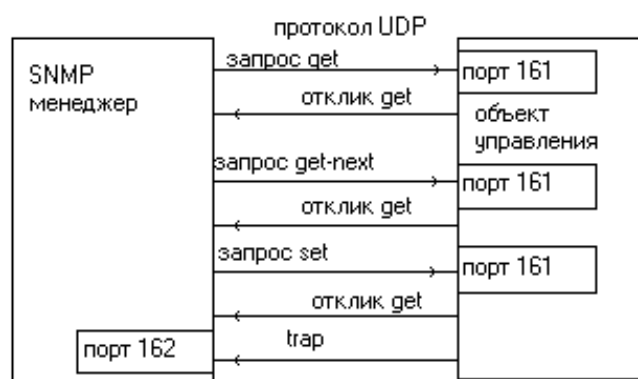 протокол UDP
SNMP
менеджер
запрос get
порт 161
отклик get
объект
управления
запрос get-next
порт 161
отклик get
запрос set
порт 161
отклик get
порт 162
trap